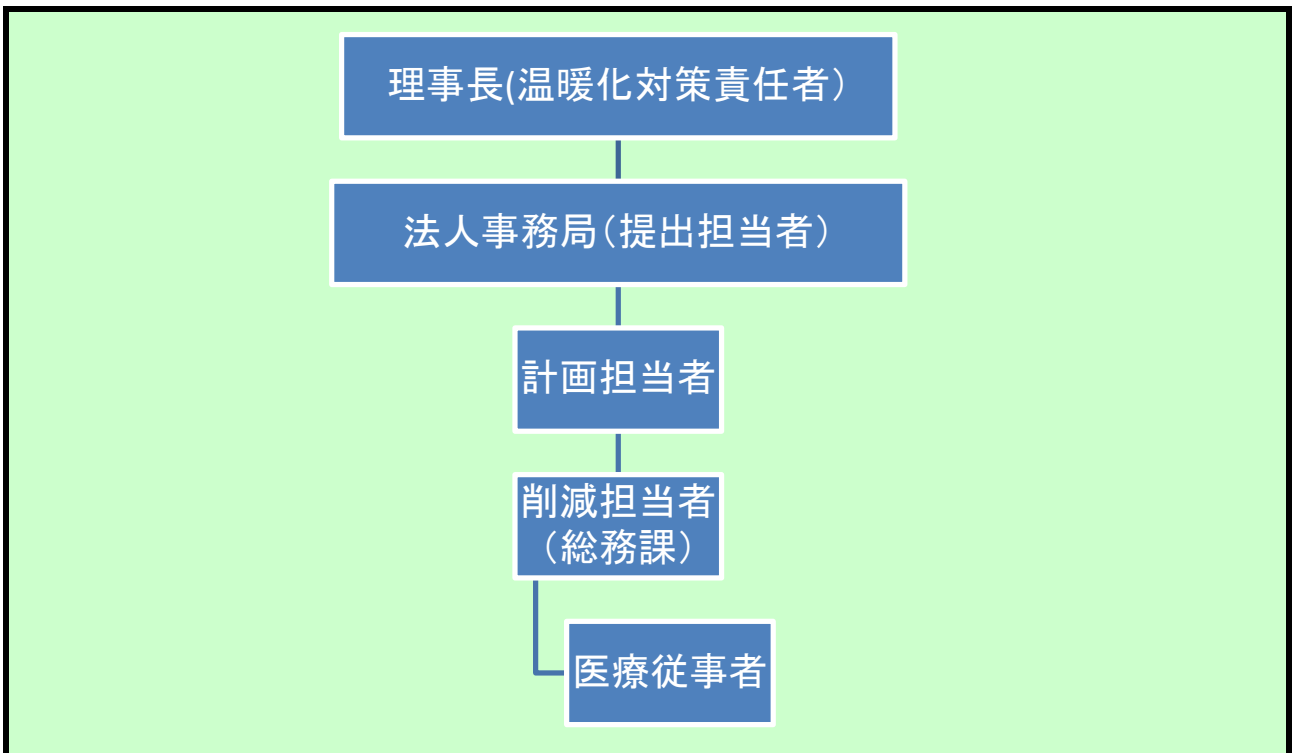 理事長(温暖化対策責任者）
法人事務局（提出担当者）
計画担当者
削減担当者
（総務課）
医療従事者